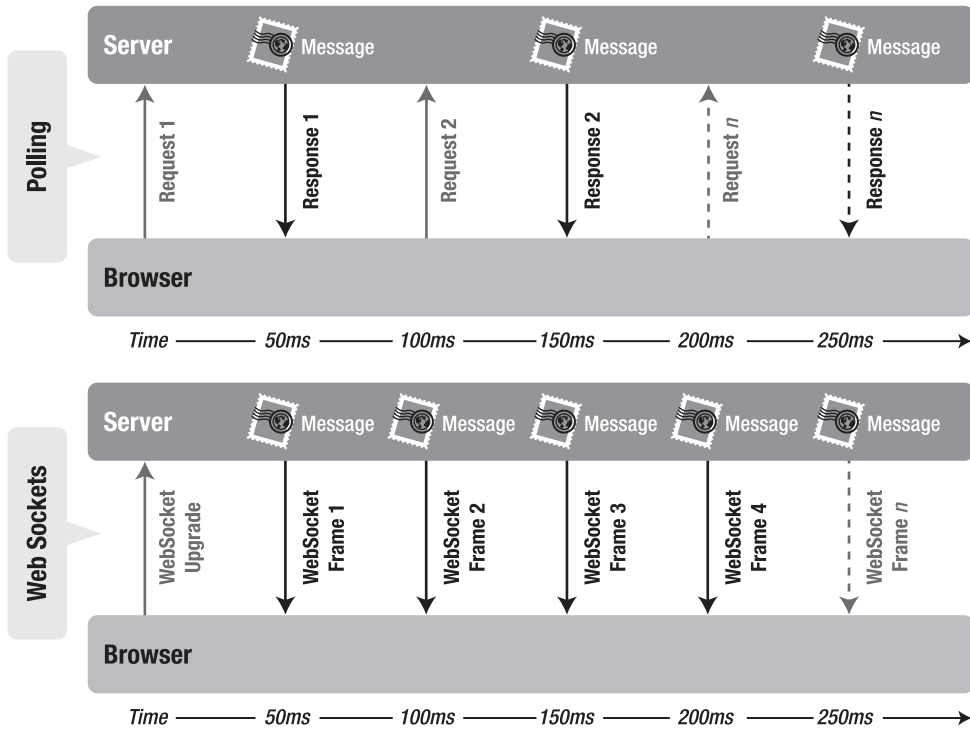 Polling
Server
Message
Message
Message
Request 1
Response 1
Request 2
Response 2
Request n
Response n
Browser
Time
50ms
100ms
150ms
200ms
250ms
Web Sockets
Server
Message
Message
Message
Message
Message
WebSocket
Upgrade
WebSocket
Frame 1
WebSocket
Frame 2
WebSocket
Frame 3
WebSocket
Frame 4
WebSocket
Frame n
Browser
Time
50ms
100ms
150ms
200ms
250ms